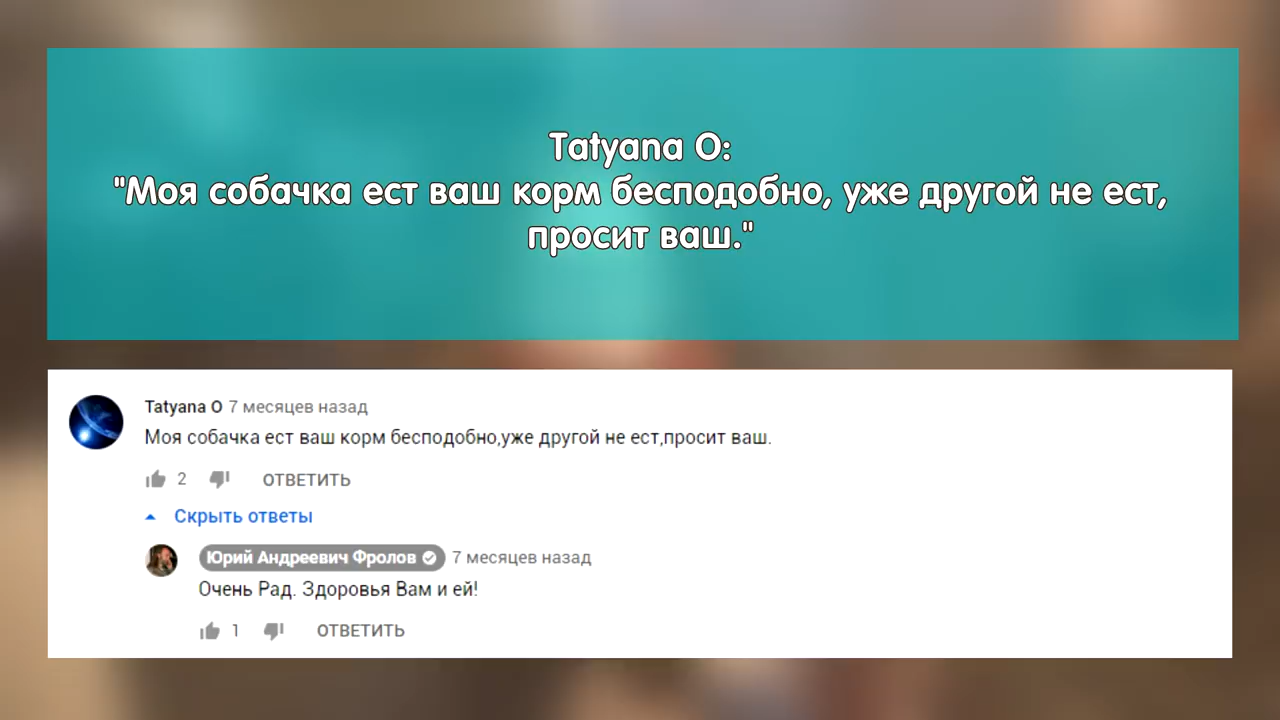 Tatyana O:
"Моя собачка ест ваш корм бесподобно, уже другой не ест,
просит ваш."
Tatyana O 7 месяцев назад
Моя собачка ест ваш корм бесподобно,уже другой не ест,просит ваш.
2 ОТВЕТИТЬ
Скрыть ответы
Юрий Андреевич Фролов 7 месяцев назад
Очень Рад. Здоровья Вам и ей!
1 ОТВЕТИТЬ